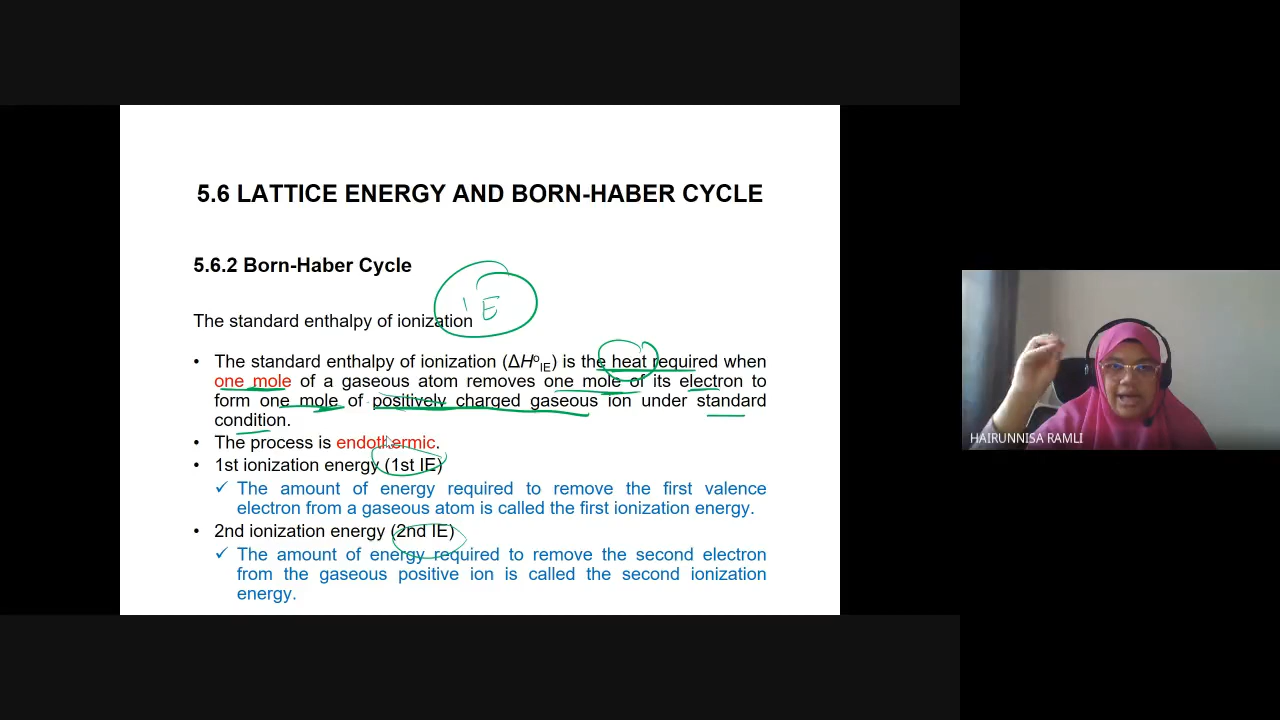 5.6 LATTICE ENERGY AND BORN-HABER CYCLE
5.6.2 Born-Haber Cycle
IE
The standard enthalpy of ionization
• The standard enthalpy of ionization (ΔH°IE) is the heat required when
one mole of a gaseous atom removes one mole of its electron to
form one mole of positively charged gaseous ion under standard
condition.
• The process is endothermic.
• 1st ionization energy (1st IE)
✓ The amount of energy required to remove the first valence
electron from a gaseous atom is called the first ionization energy.
• 2nd ionization energy (2nd IE)
✓ The amount of energy required to remove the second electron
from the gaseous positive ion is called the second ionization
energy.
HAIRUNNISA RAMLI